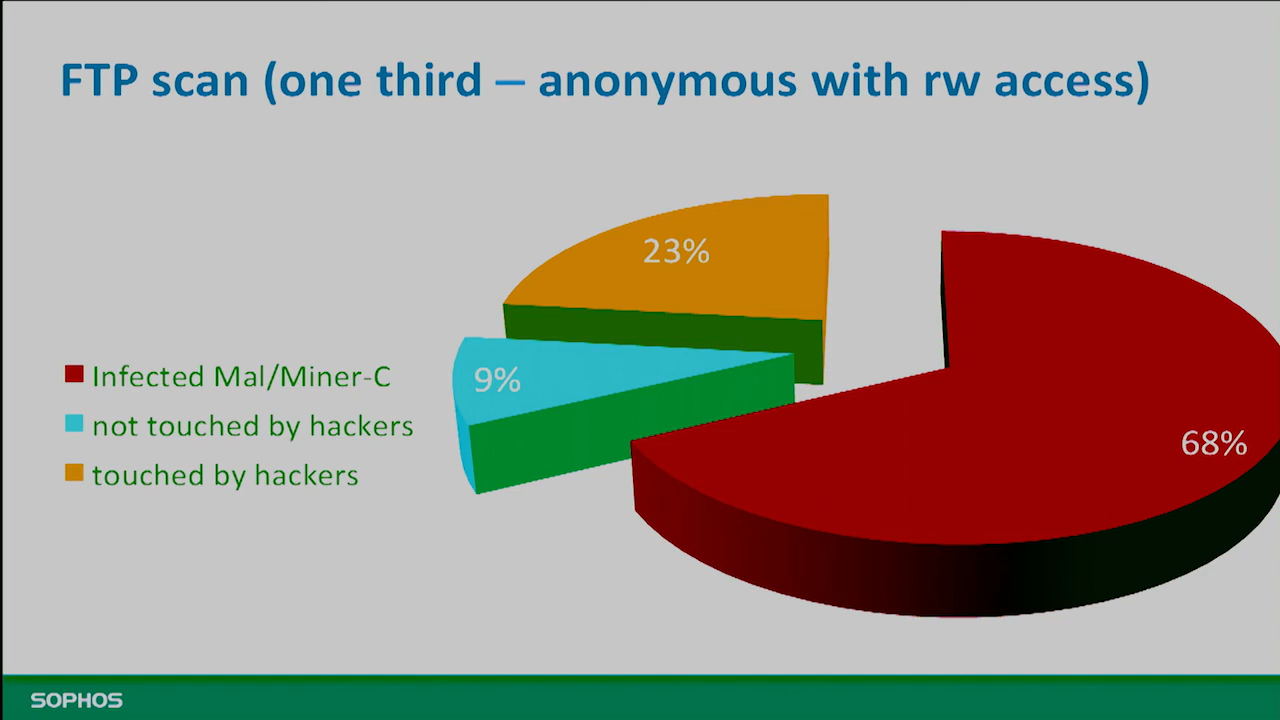 FTP scan (one third – anonymous with rw access)
23%
9%
68%
Infected Mal/Miner-C
not touched by hackers
touched by hackers
SOPHOS